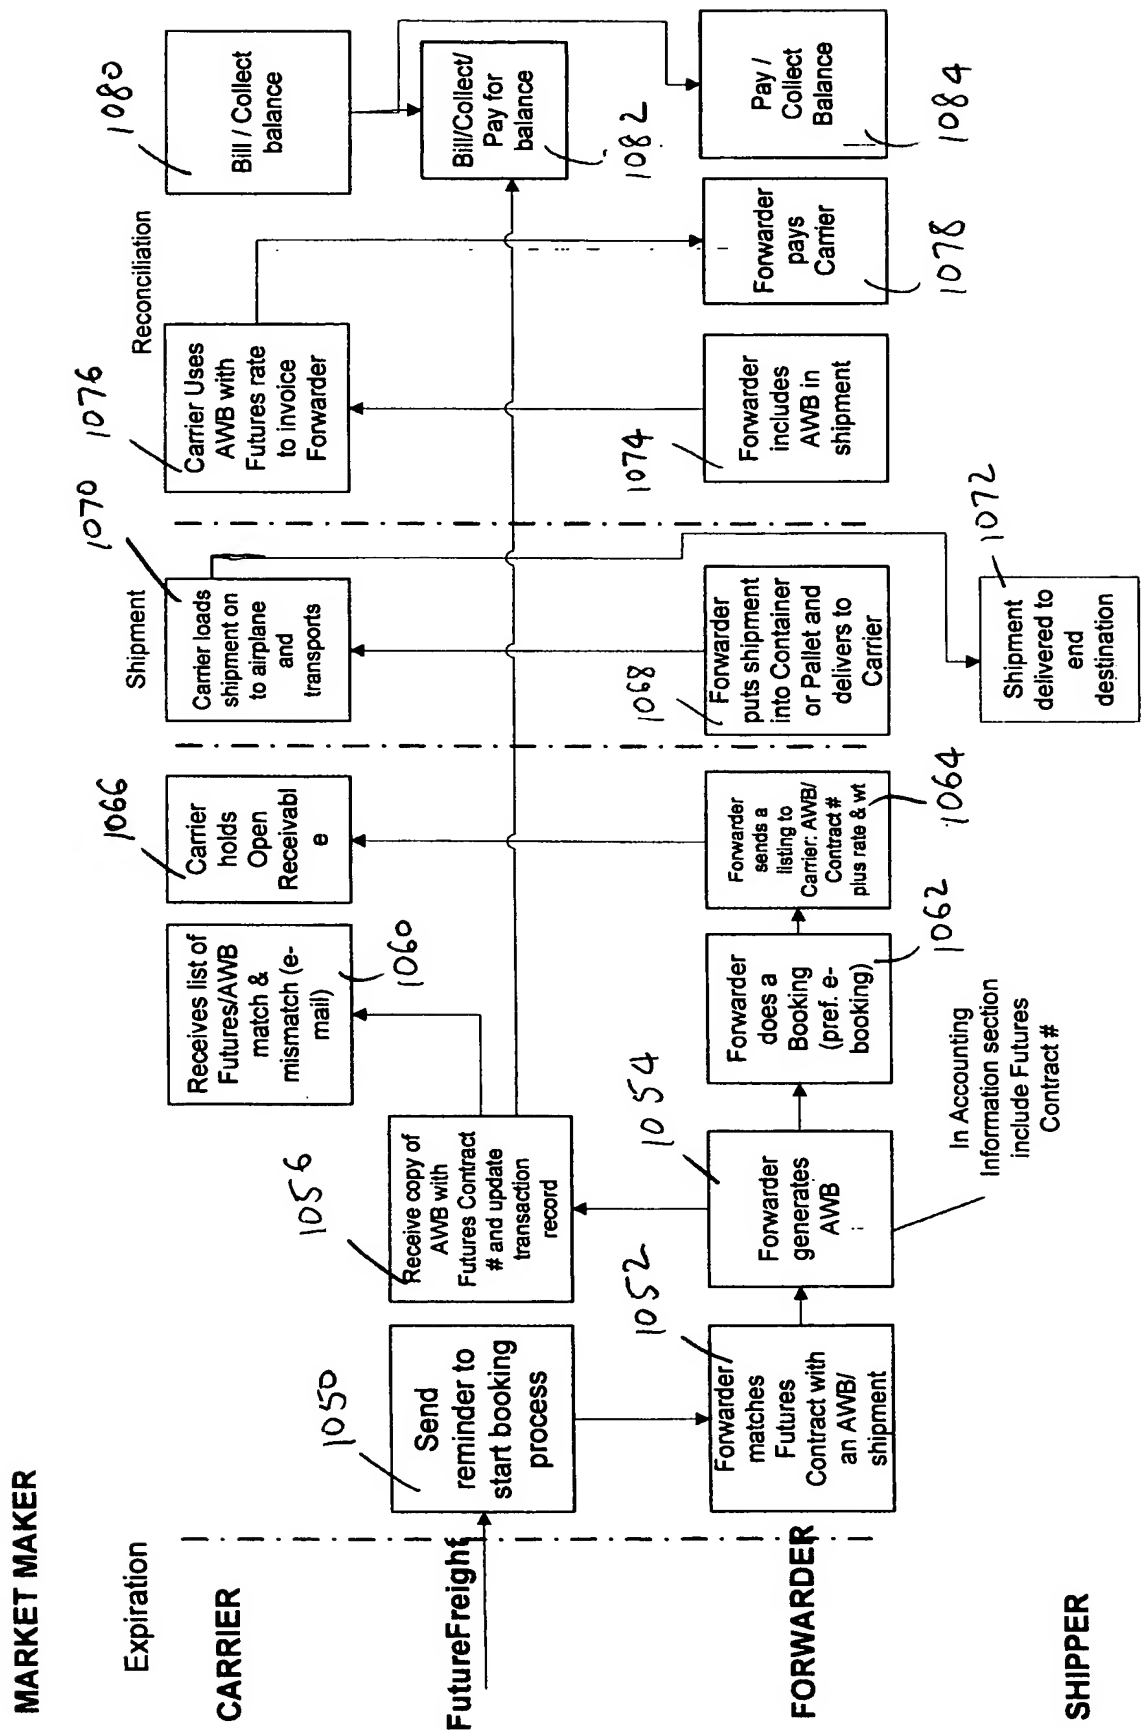 MARKET MAKER
Expiration
Shipment
Reconciliation
CARRIER
Receives list of
Futures/AWB
match &
mismatch (e-
mail)
1060
Carrier
holds
Open
Receivabl
e
1066
Carrier loads
shipment on
to airplane
and
transports
1070
Carrier Uses
AWB with
Futures rate
to invoice
Forwarder
1076
Bill / Collect
balance
1080
FutureFreight
Send
reminder to
start booking
process
1050
Receive copy of
AWB with
Futures Contract
# and update
transaction
record
1056
Bill/Collect/
Pay for
balance
1082
FORWARDER
Forwarder
matches
Futures
Contract with
an AWB/
shipment
1052
Forwarder
generates
AWB
1054
In Accounting
Information section
include Futures
Contract #
Forwarder
does a
Booking
(pref. e-
booking)
1062
Forwarder
sends a
listing to
Carrier: AWB/
Contract #
plus rate & wt
1064
Forwarder
puts shipment
into Container
or Pallet and
delivers to
Carrier
1068
Forwarder
includes
AWB in
shipment
1074
Forwarder
pays
Carrier
1078
Pay /
Collect
Balance
1084
SHIPPER
Shipment
delivered to
end
destination
1072